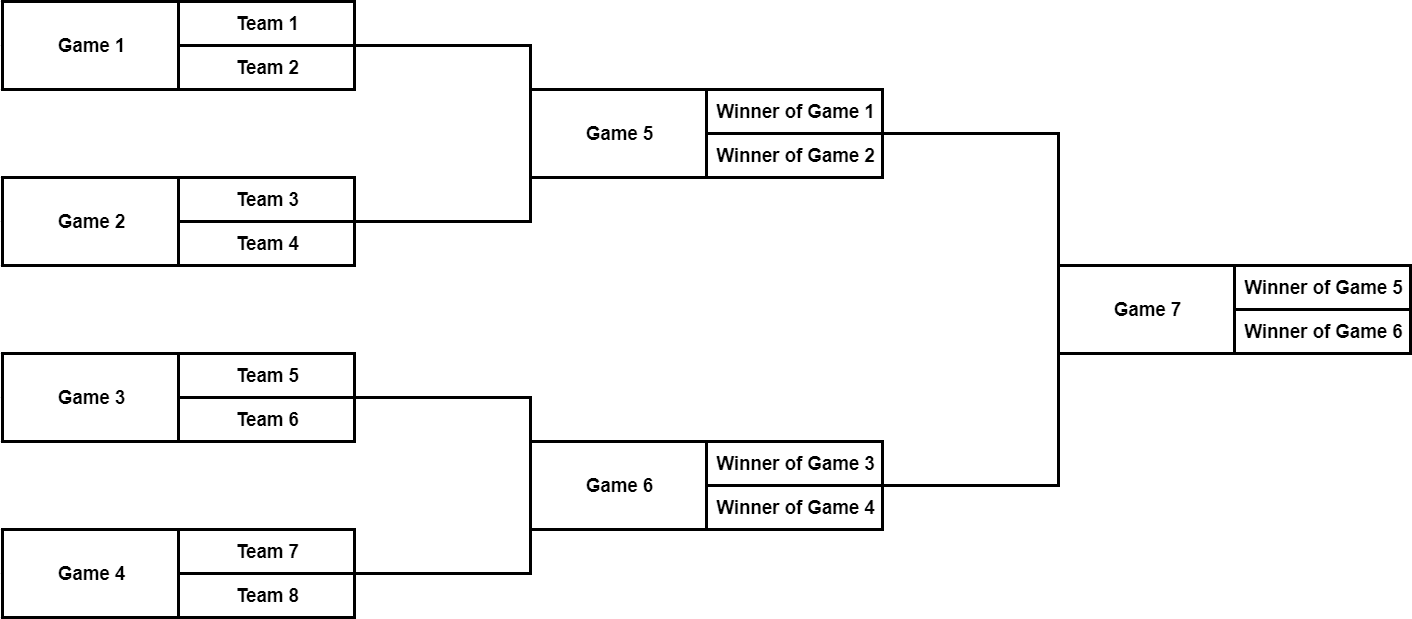 Game 1
Team 1
Team 2
Game 2
Team 3
Team 4
Game 3
Team 5
Team 6
Game 4
Team 7
Team 8
Game 5
Winner of Game 1
Winner of Game 2
Game 6
Winner of Game 3
Winner of Game 4
Game 7
Winner of Game 5
Winner of Game 6